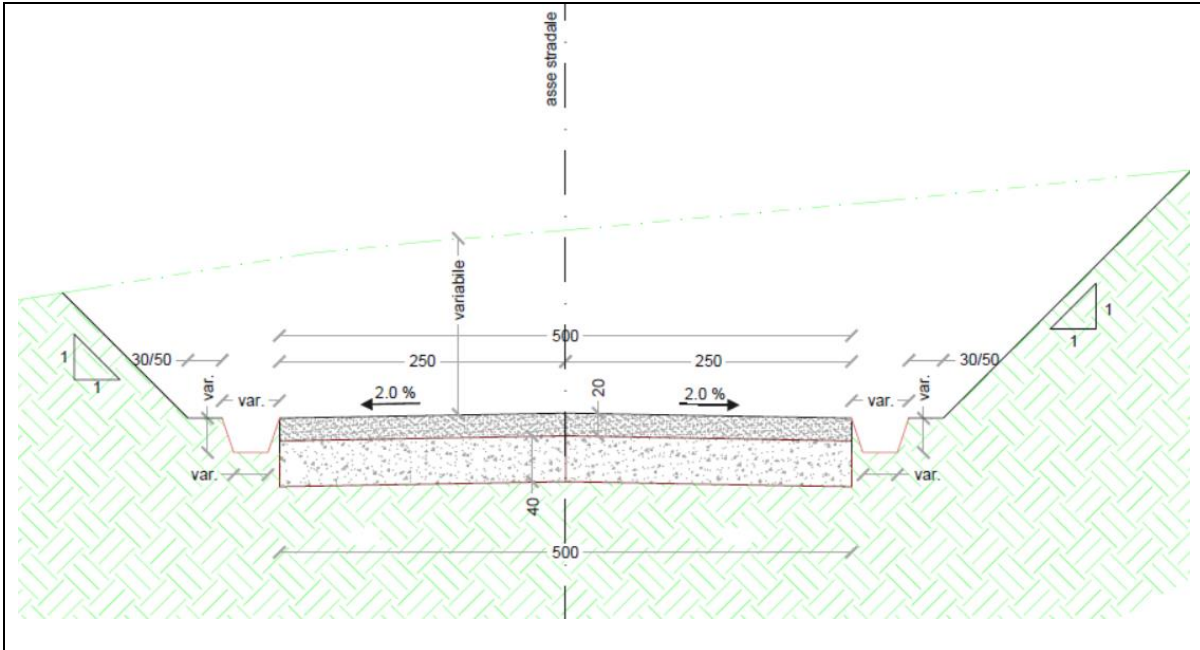 asse stradale
variabile
500
1
1
1
1
30/50
250
250
30/50
var.
var.
2.0 %
20
2.0 %
var.
var.
var.
var.
40
500